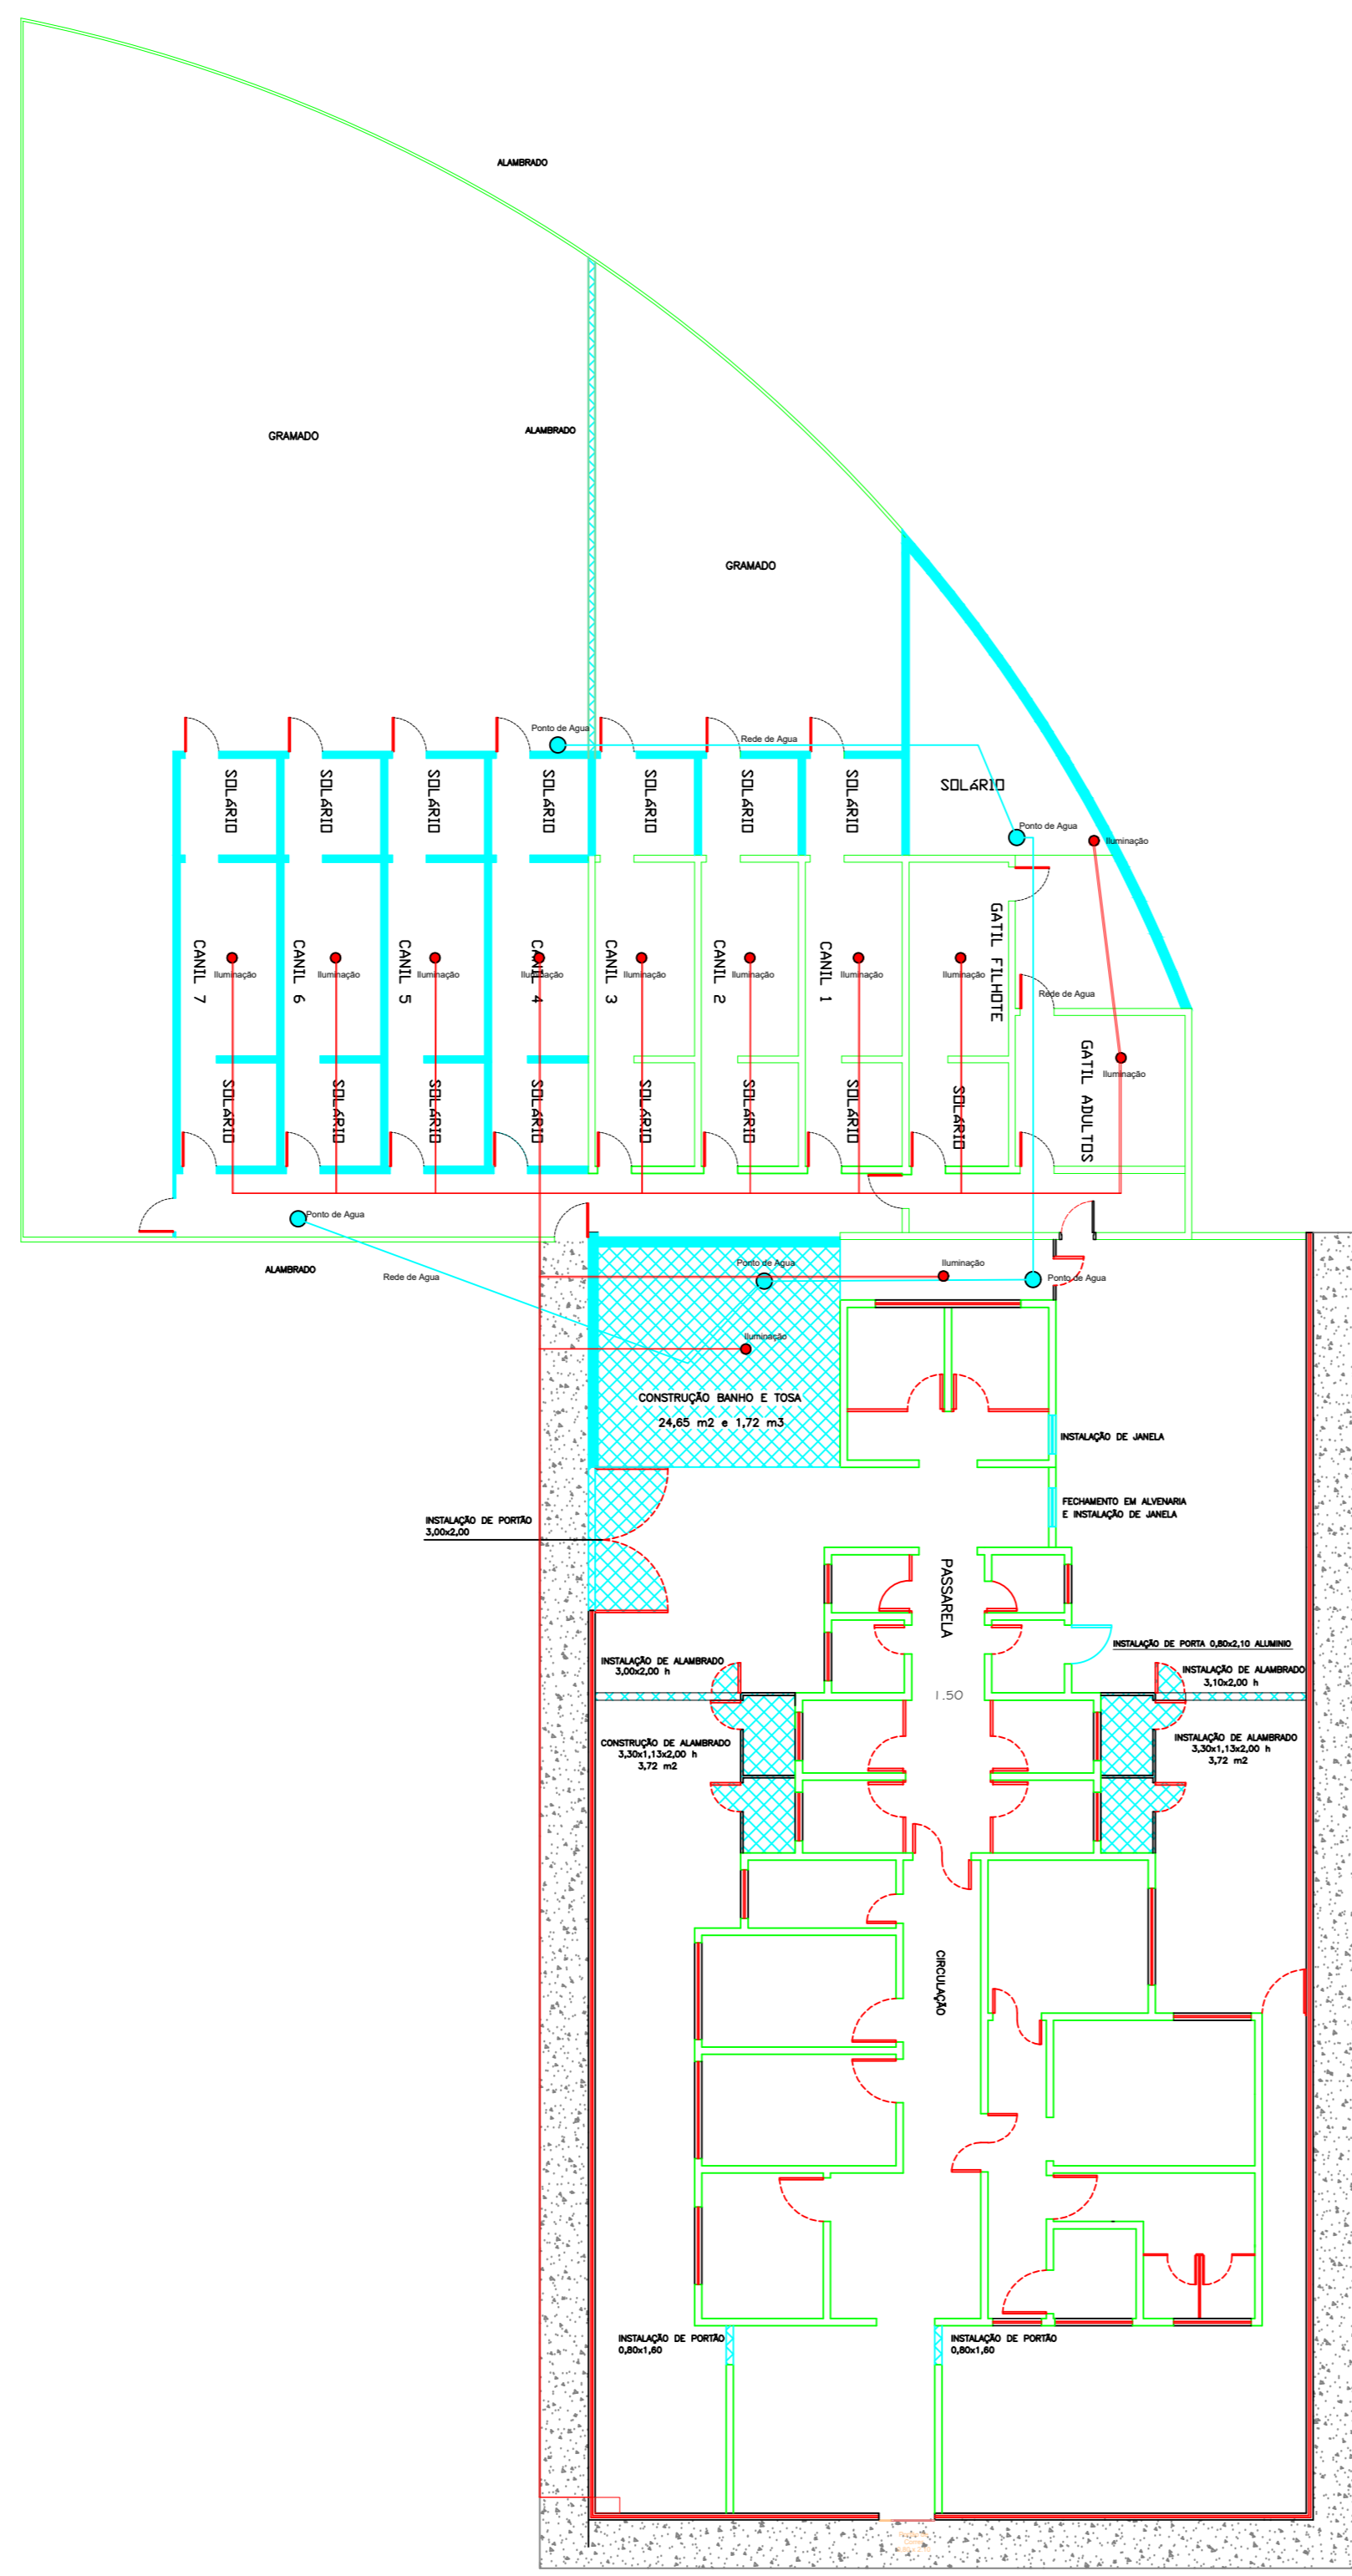 ALAMBRADO
ALAMBRADO
GRAMADO
GRAMADO
Ponto de Agua
Rede de Agua
SOLÁRIO
SOLÁRIO
SOLÁRIO
SOLÁRIO
SOLÁRIO
SOLÁRIO
SOLÁRIO
SOLÁRIO
Ponto de Agua
Iluminação
CANIL 7
CANIL 6
CANIL 5
CANIL 4
CANIL 3
CANIL 2
CANIL 1
GATIL FILHOTE
Iluminação
Iluminação
Iluminação
Iluminação
Iluminação
Iluminação
Iluminação
Iluminação
Rede de Agua
GATIL ADULTOS
Iluminação
SOLÁRIO
SOLÁRIO
SOLÁRIO
SOLÁRIO
SOLÁRIO
SOLÁRIO
SOLÁRIO
SOLÁRIO
Ponto de Agua
ALAMBRADO
Rede de Agua
Ponto de Agua
Iluminação
Ponto de Agua
Iluminação
CONSTRUÇÃO BANHO E TOSA
24,65 m2 e 1,72 m3
INSTALAÇÃO DE JANELA
FECHAMENTO EM ALVENARIA
E INSTALAÇÃO DE JANELA
INSTALAÇÃO DE PORTÃO
3,00x2,00
PASSARELA
INSTALAÇÃO DE PORTA 0,80x2,10 ALUMINIO
INSTALAÇÃO DE ALAMBRADO
3,00x2,00 h
INSTALAÇÃO DE ALAMBRADO
3,10x2,00 h
1.50
CONSTRUÇÃO DE ALAMBRADO
3,30x1,13x2,00 h
3,72 m2
INSTALAÇÃO DE ALAMBRADO
3,30x1,13x2,00 h
3,72 m2
CIRCULAÇÃO
INSTALAÇÃO DE PORTÃO
0,80x1,60
INSTALAÇÃO DE PORTÃO
0,80x1,60